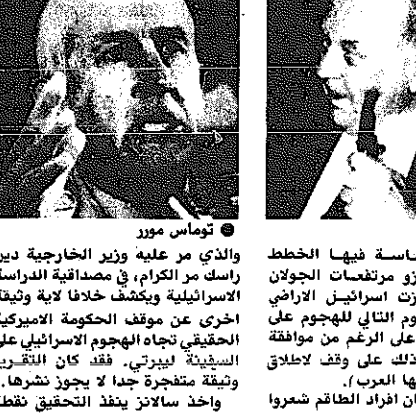 توماس مورر
ـاسة فيها الخطط
زو مرتفعات الجولان
رت اسرائيل الاراضي
وم التالي للهجوم على
على الرغم من موافقة
ذلك على وقف لاطلاق
ها العرب).
ان افراد الطاقم شعروا
والذي مر عليه وزير الخارجية دين
راسك مر الكرام، في مصداقية الدراسة
الاسرائيلية ويكشف خلافا لاية وثيقة
اخرى عن موقف الحكومة الاميركية
الحقيقي تجاه الهجوم الاسرائيلي على
السفينة ليبرتي. فقد كان التقرير
وثيقة متفجرة جدا لا يجوز نشرها.
واخذ سالانز ينفذ التحقيق نقطة